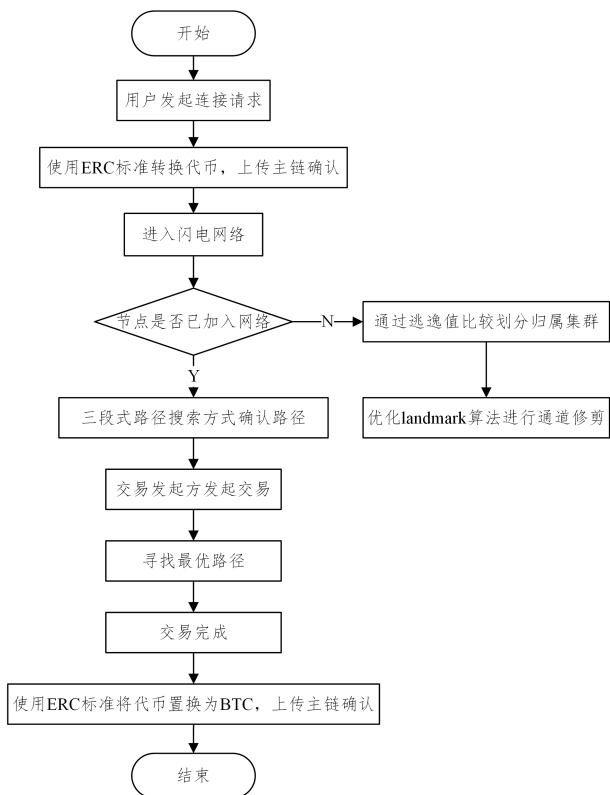 开始
用户发起连接请求
使用ERC标准转换代币，上传主链确认
进入闪电网络
节点是否已加入网络
N
通过逃逸值比较划分归属集群
优化landmark算法进行通道修剪
Y
三段式路径搜索方式确认路径
交易发起方发起交易
寻找最优路径
交易完成
使用ERC标准将代币置换为BTC，上传主链确认
结束